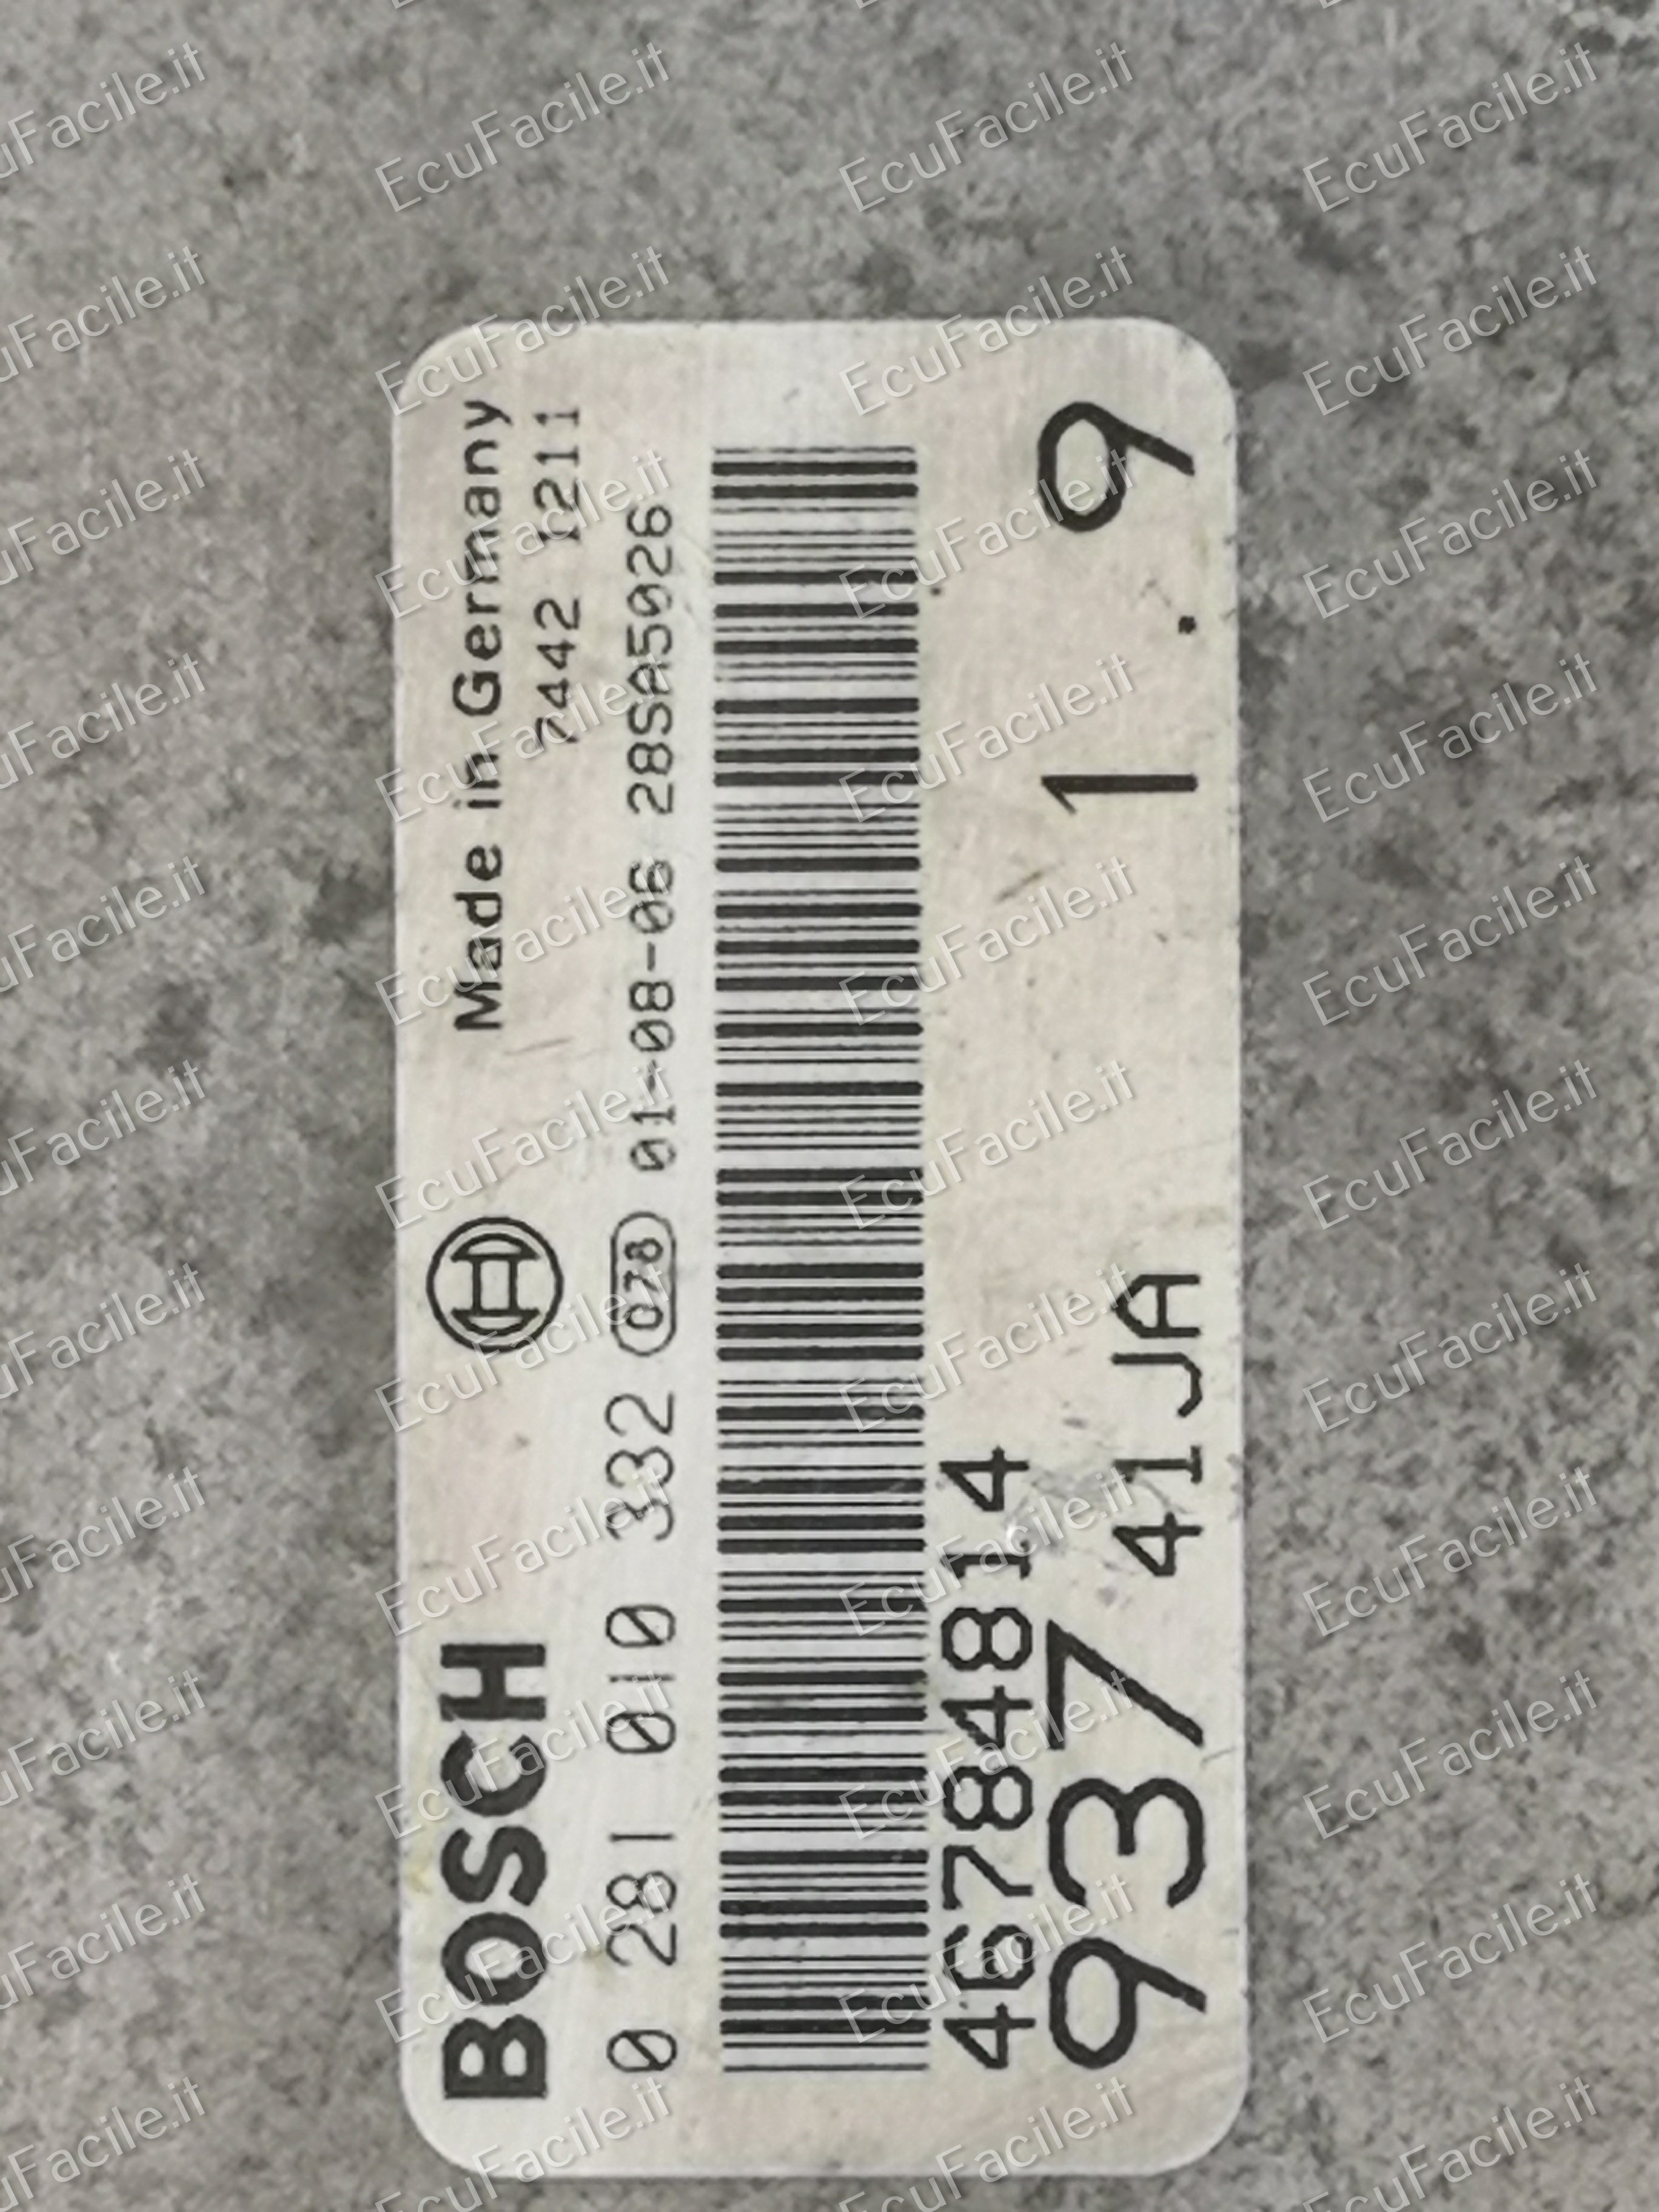 BOSCH Made in Germany
7442 1211
0 281 010 332 078 01-08-06 28SA5026
46784814
937 41JA 1.9
EcuFacile.it